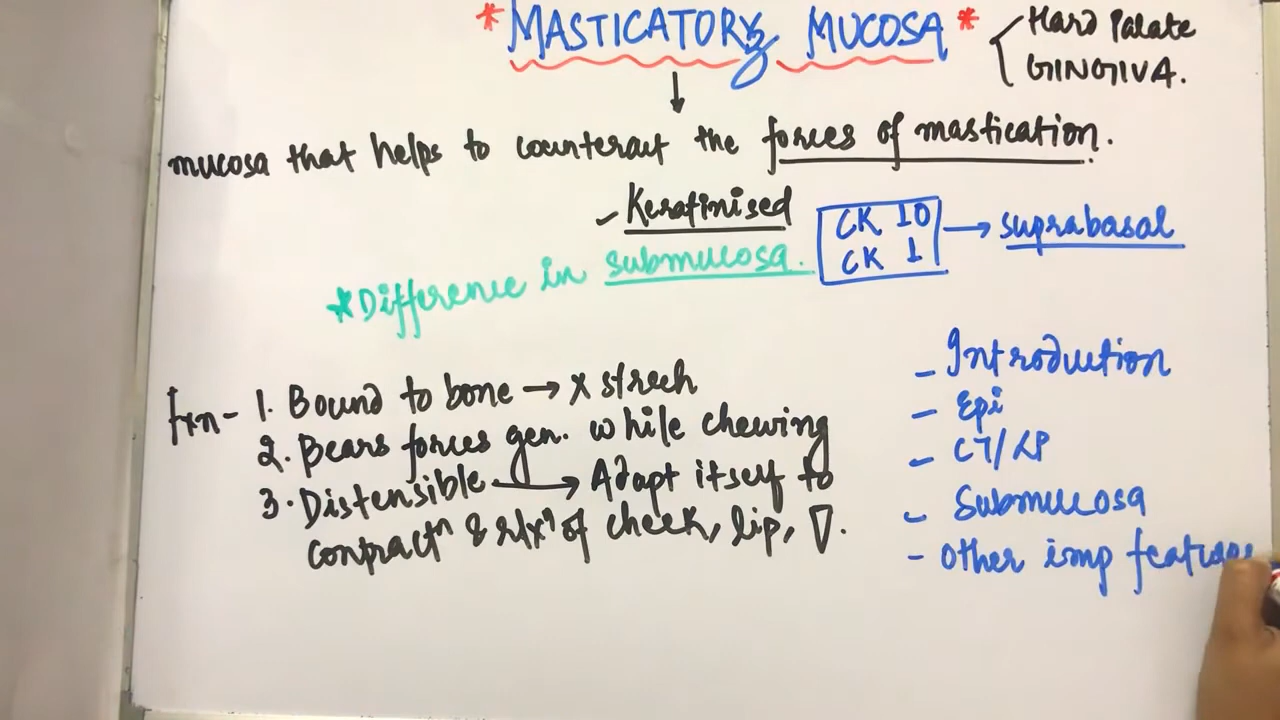 * MASTICATORY MUCOSA *
Hard Palate
GINGIVA.
mucosa that helps to counteract the forces of mastication.
Keratinised
CK 10
CK 1
suprabasal
*Difference in submucosa.
fxn- 1. Bound to bone → x strech
2. Bears forces gen. while chewing
3. Distensible → Adapt itself to
contractⁿ & rlxⁿ of cheek, lip, ∇.
- Introduction
- Epi
- CT/LP
- Submucosa
- Other imp features